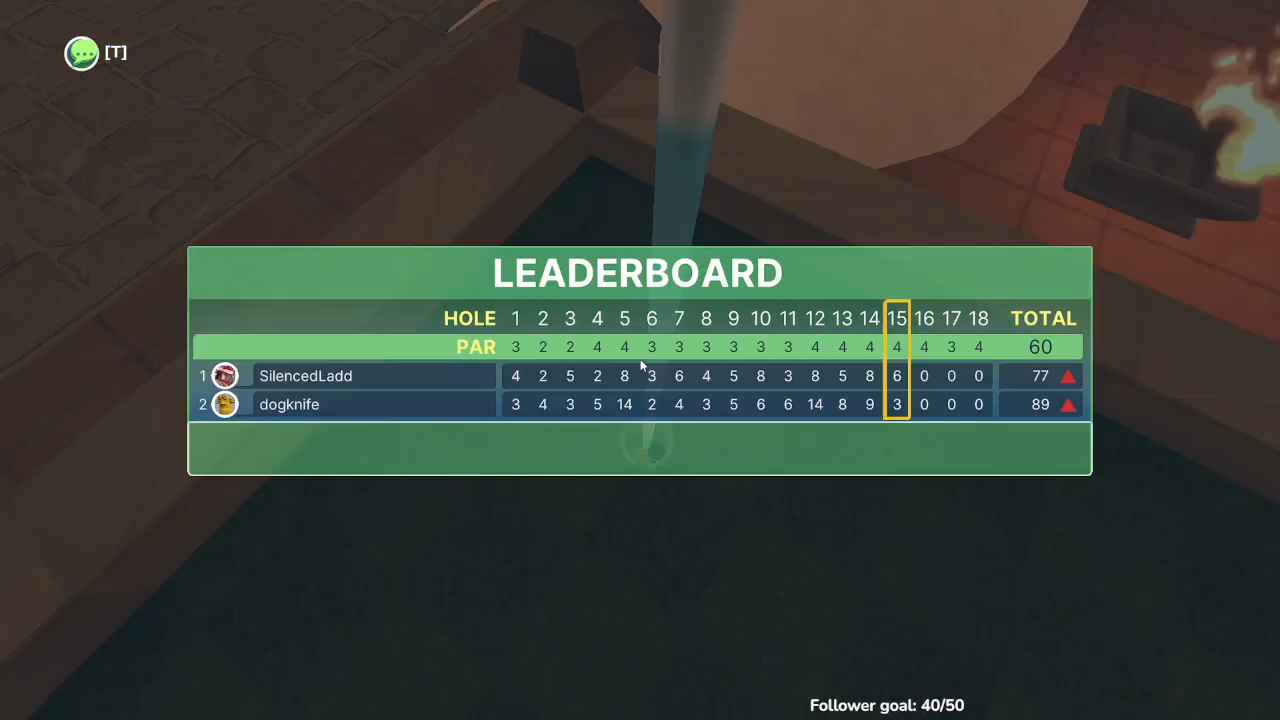 [T]
LEADERBOARD
HOLE 1 2 3 4 5 6 7 8 9 10 11 12 13 14 15 16 17 18 TOTAL
PAR 3 2 2 4 4 3 3 3 3 3 3 4 4 4 4 4 3 4 60
1 SilencedLadd 4 2 5 2 8 3 6 4 5 8 3 8 5 8 6 0 0 0 77
2 dogknife 3 4 3 5 14 2 4 3 5 6 6 14 8 9 3 0 0 0 89
Follower goal: 40/50